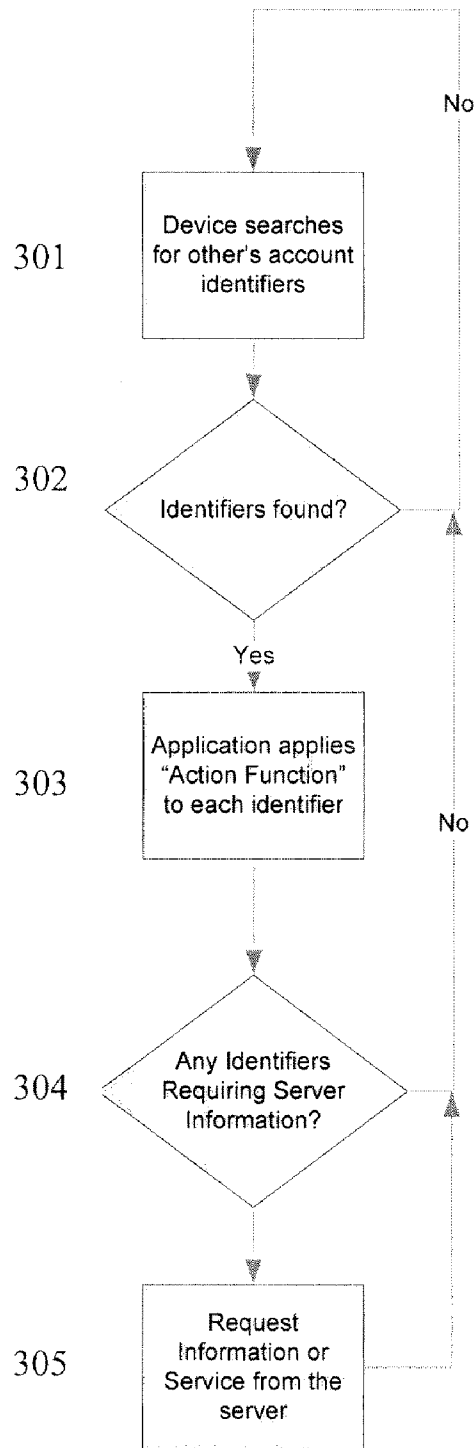 No
301
Device searches
for other's account
identifiers
302
Identifiers found?
Yes
303
Application applies
“Action Function”
to each identifier
No
304
Any Identifiers
Requiring Server
Information?
305
Request
Information or
Service from the
server